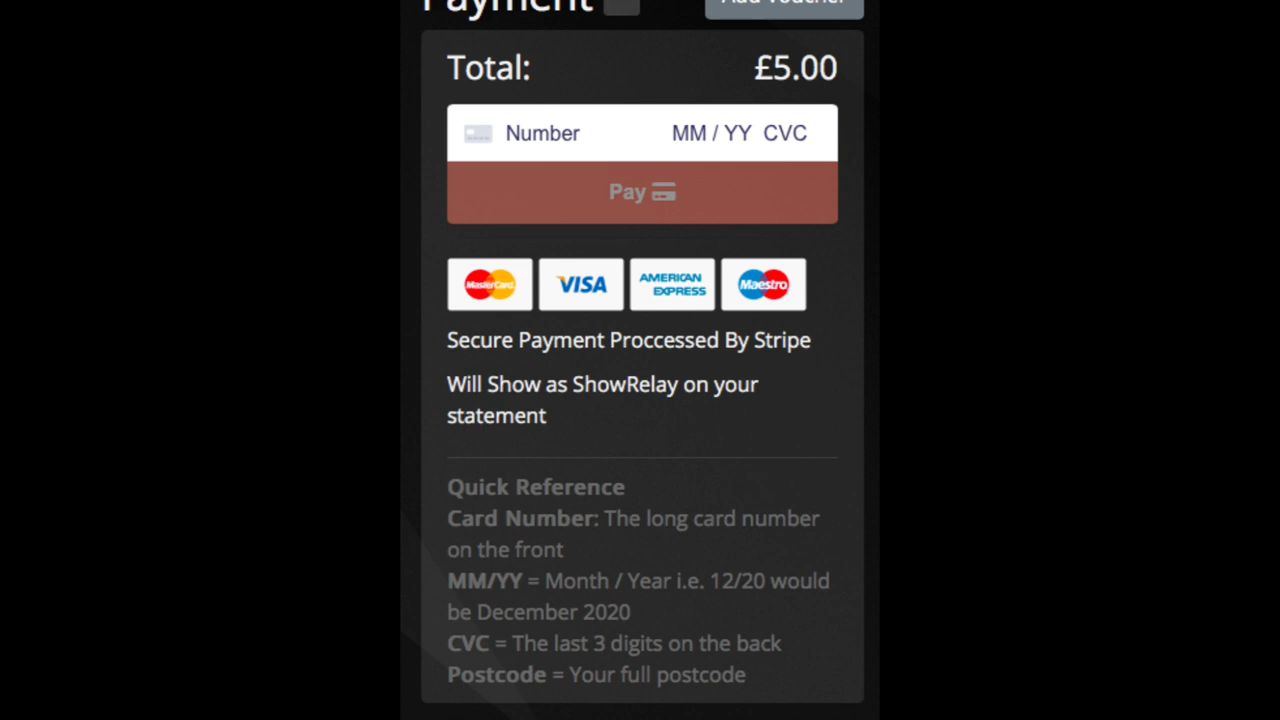 Payment
Add Voucher
Total: £5.00
Number MM / YY CVC
Pay
MasterCard VISA AMERICAN EXPRESS Maestro
Secure Payment Proccessed By Stripe
Will Show as ShowRelay on your
statement
Quick Reference
Card Number: The long card number
on the front
MM/YY = Month / Year i.e. 12/20 would
be December 2020
CVC = The last 3 digits on the back
Postcode = Your full postcode